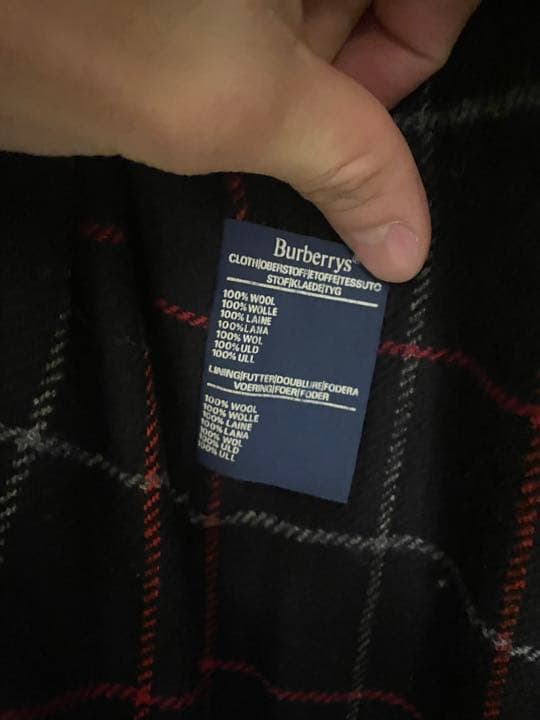 Burberrys®
CLOTH|OBERSTOFF|ETOFFE|TESSUTO
STOF|KLAEDE|TYG
100% WOOL
100% WOLLE
100% LAINE
100% LANA
100% WOL
100% ULD
100% ULL
LINING|FUTTER|DOUBLURE|FODERA
VOERING|FOER|FODER
100% WOOL
100% WOLLE
100% LAINE
100% LANA
100% WOL
100% ULD
100% ULL